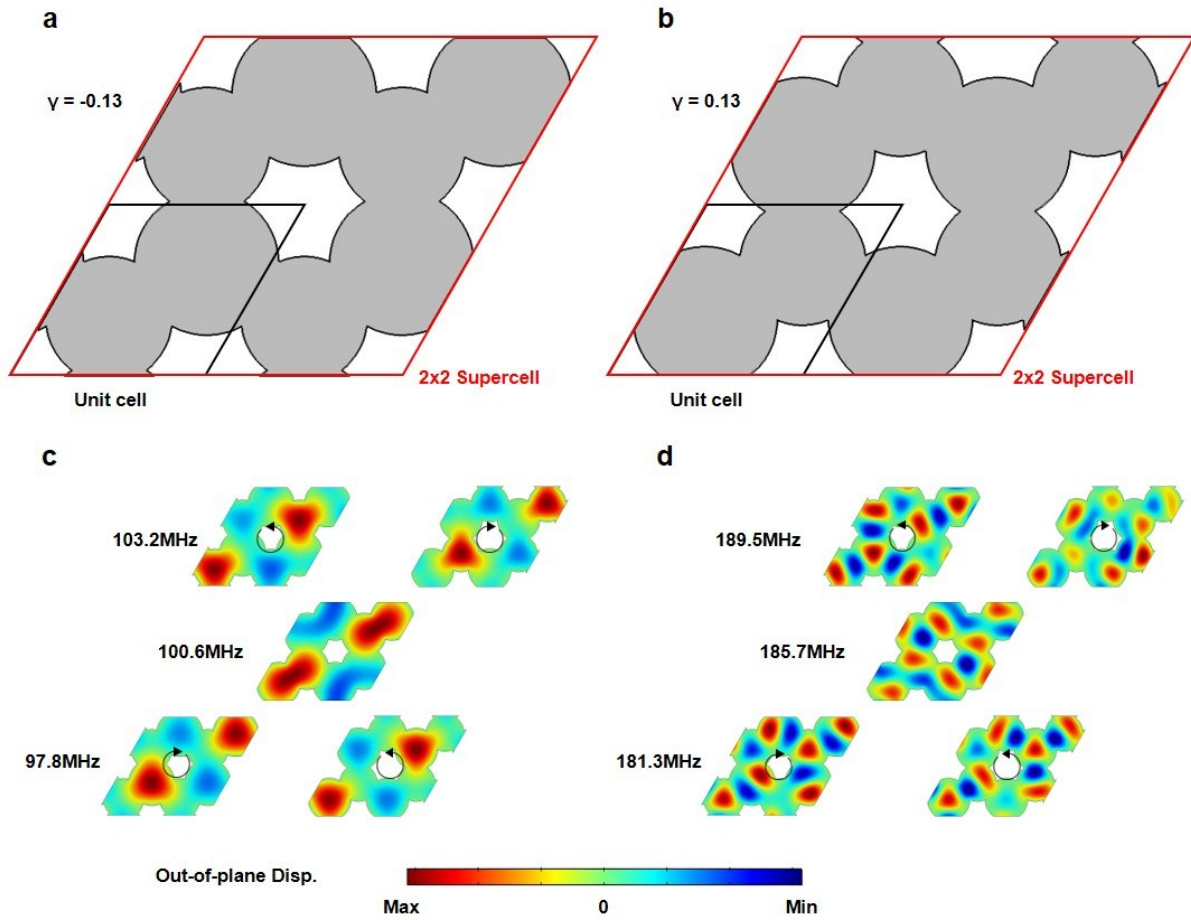 a
b
γ = -0.13
γ = 0.13
2x2 Supercell
2x2 Supercell
Unit cell
Unit cell
c
d
103.2MHz
189.5MHz
100.6MHz
185.7MHz
97.8MHz
181.3MHz
Out-of-plane Disp.
Max
0
Min